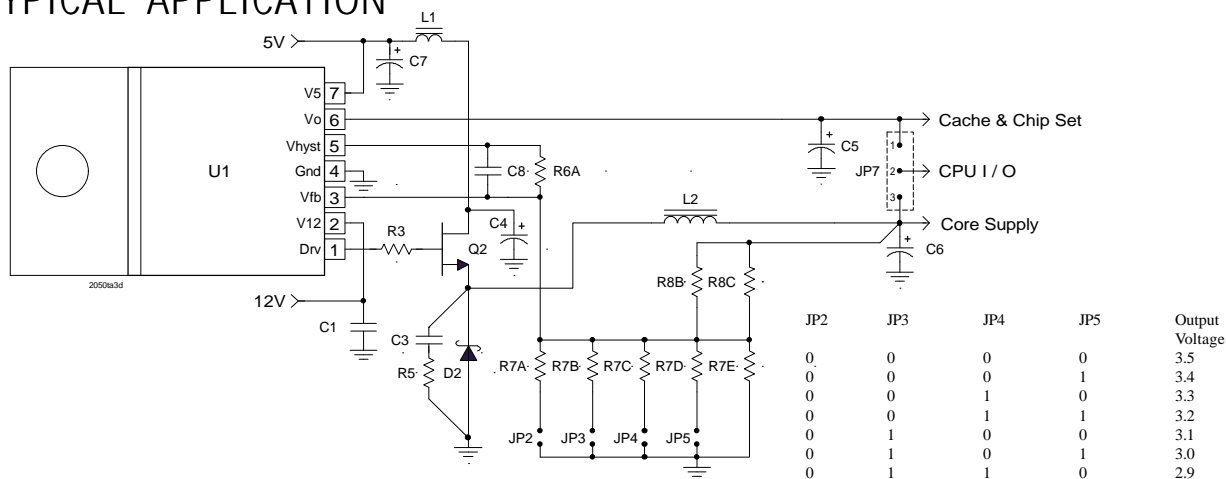 YPICAL APPLICATION
L1
5V
+
C7
V5 7
Vo 6
Cache & Chip Set
+
C5
1
Vhyst 5
U1
Gnd 4
C8
R6A
JP7
2
CPU I / O
Vfb 3
3
L2
V12 2
R3
C4
+
Core Supply
Drv 1
Q2
+
C6
2050ta3d
R8B
R8C
12V
C1
C3
JP2 JP3 JP4 JP5 Output
Voltage
R5
D2
R7A
R7B
R7C
R7D
R7E
0 0 0 0 3.5
0 0 0 1 3.4
0 0 1 0 3.3
0 0 1 1 3.2
JP2
JP3
JP4
JP5
0 1 0 0 3.1
0 1 0 1 3.0
0 1 1 0 2.9